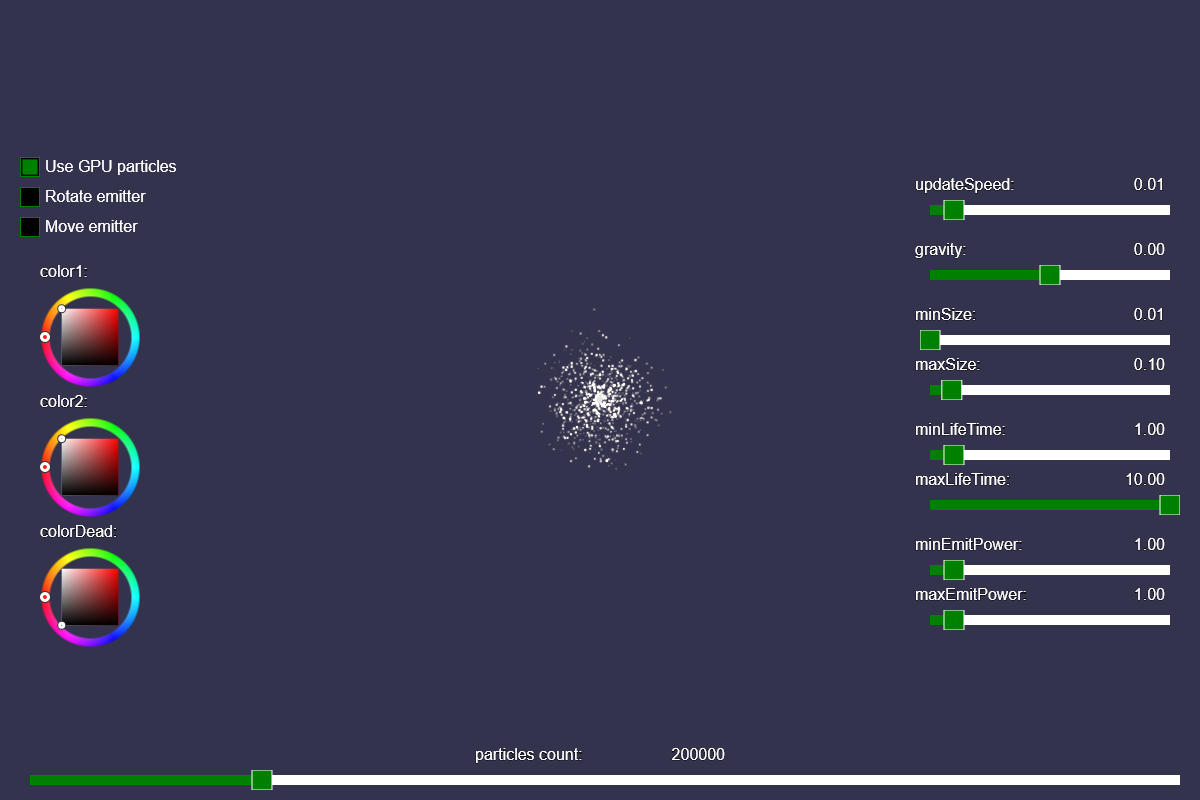 Use GPU particles
Rotate emitter
Move emitter
color1:
color2:
colorDead:
updateSpeed: 0.01
gravity: 0.00
minSize: 0.01
maxSize: 0.10
minLifeTime: 1.00
maxLifeTime: 10.00
minEmitPower: 1.00
maxEmitPower: 1.00
particles count: 200000